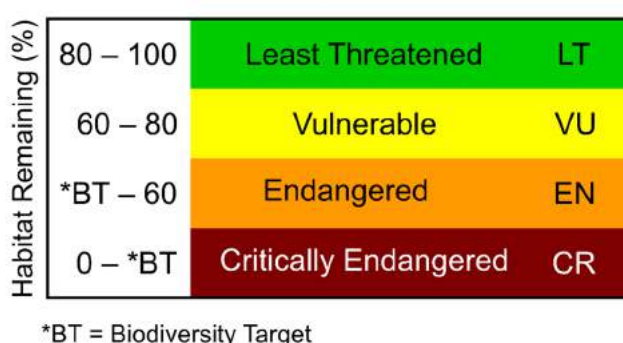 Habitat Remaining (%)
80 – 100 Least Threatened LT
60 – 80 Vulnerable VU
*BT – 60 Endangered EN
0 – *BT Critically Endangered CR
*BT = Biodiversity Target